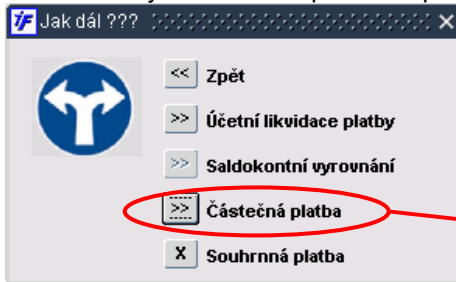 Jak dál ???
<< Zpět
>> Účetní likvidace platby
>> Saldokontní vyrovnání
>> Částečná platba
X Souhrnná platba